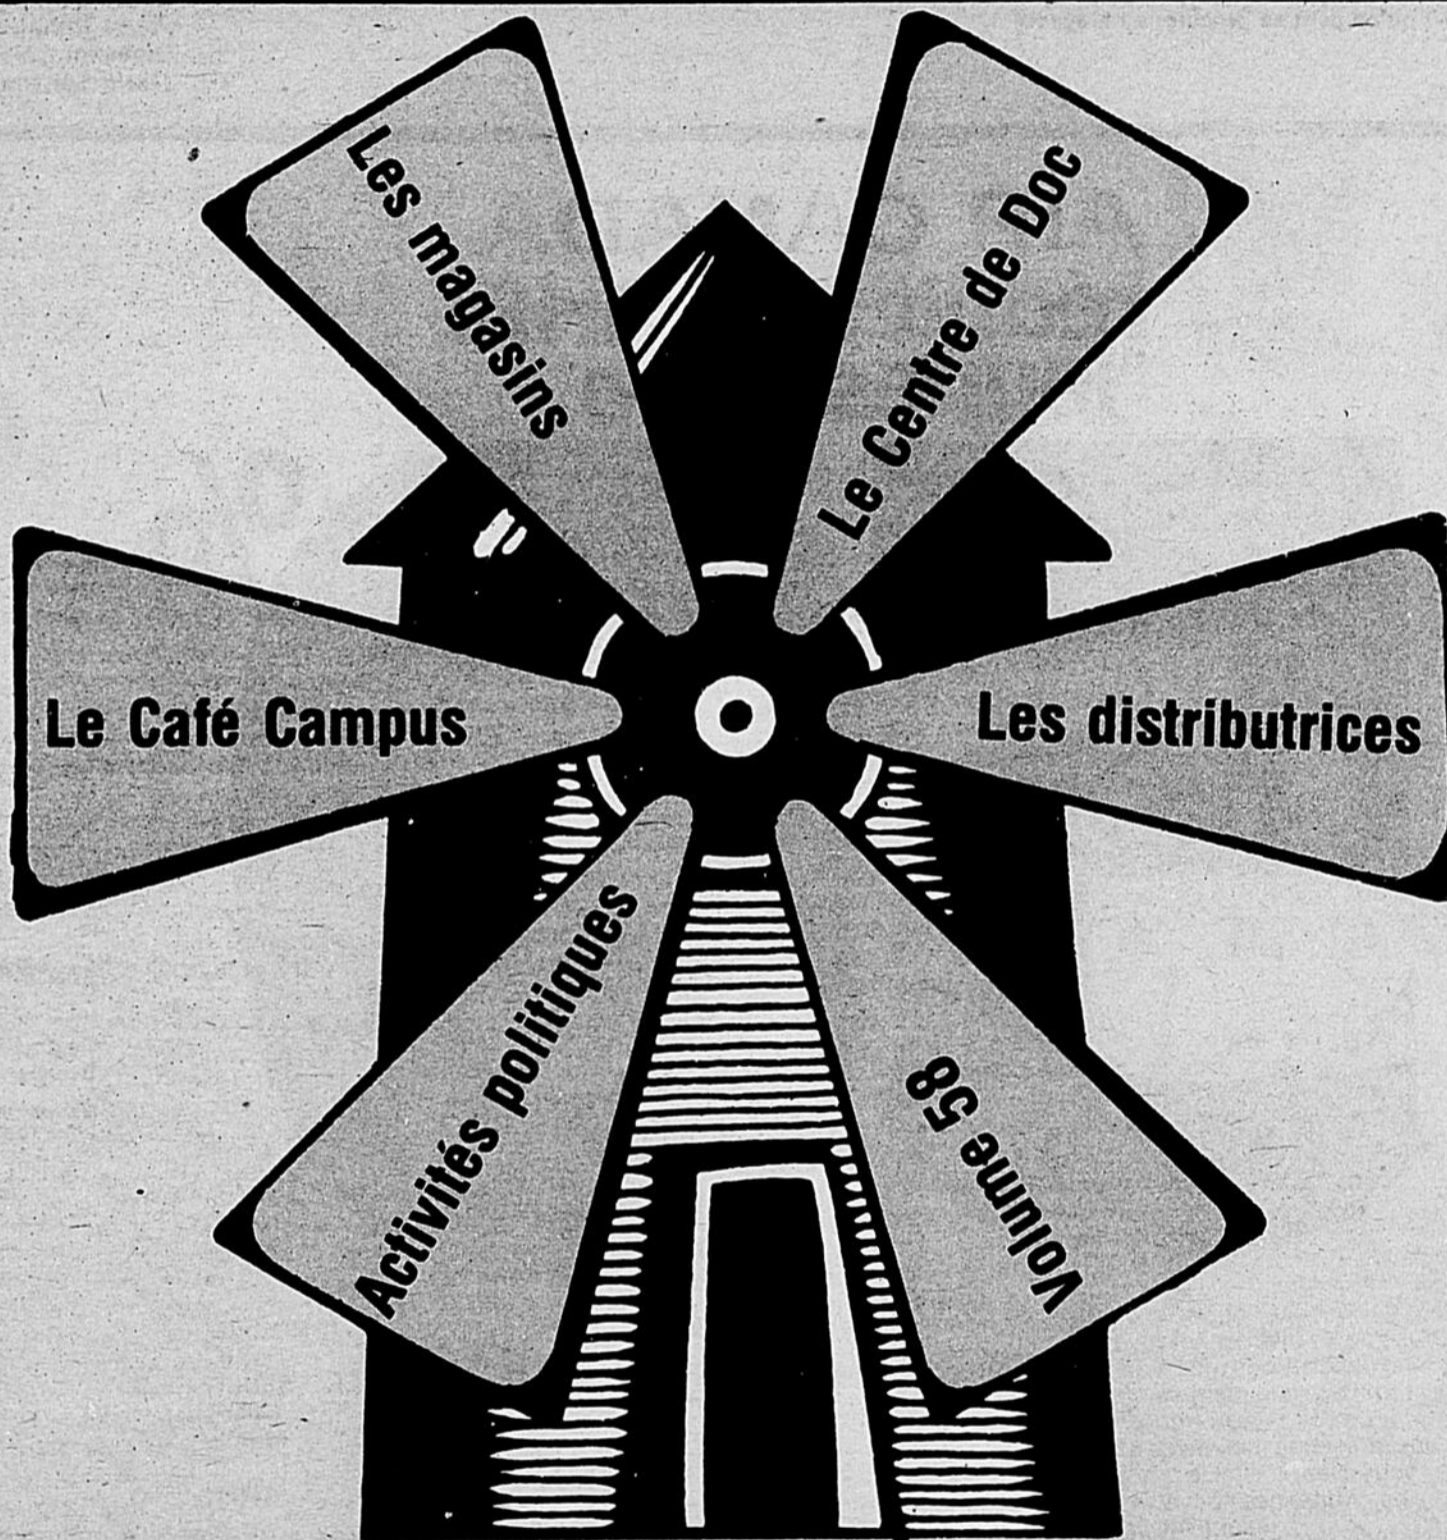 Les magasins
Le Centre de Doc
Le Café Campus
Les distributrices
Activités politiques
Volume 58